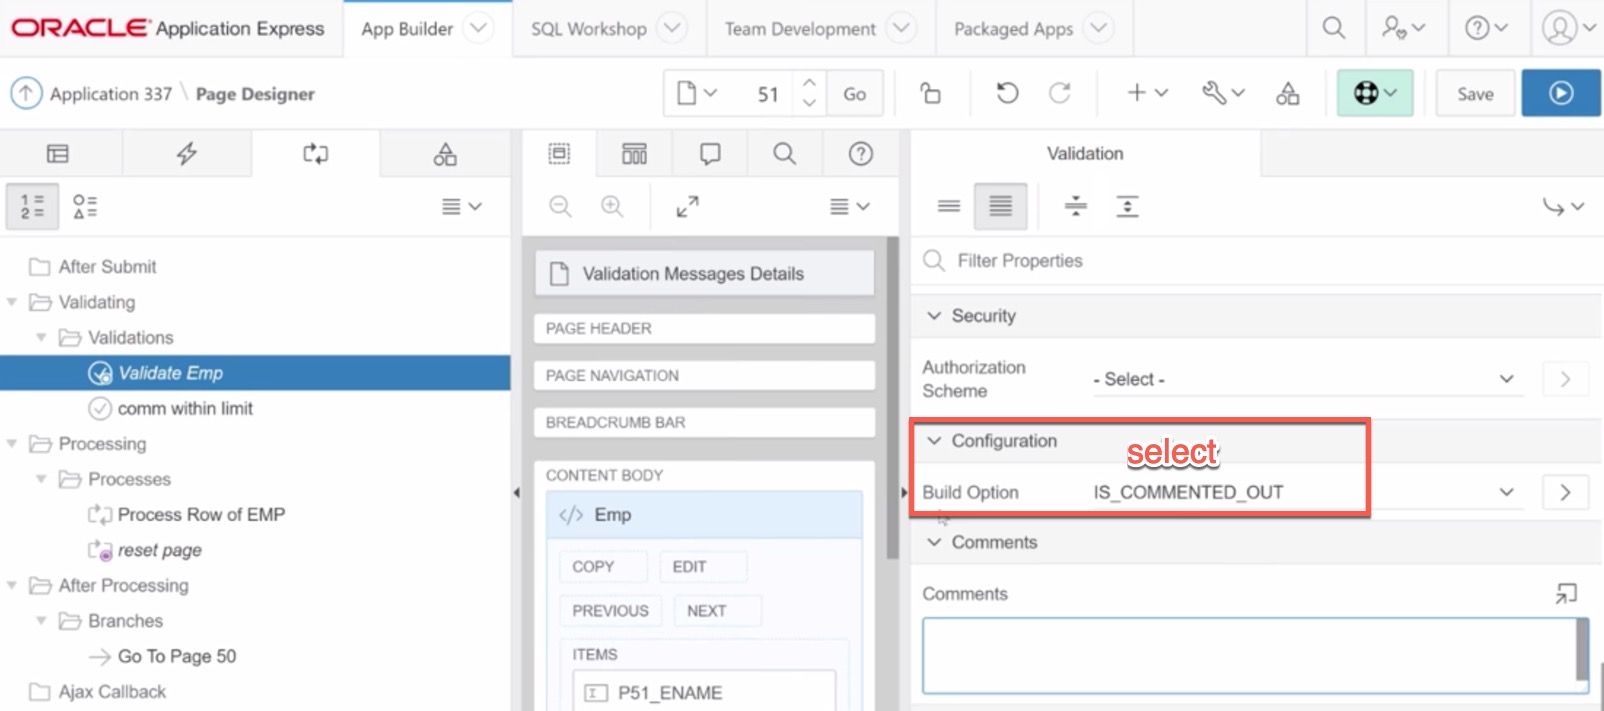 ORACLE® Application Express
App Builder
SQL Workshop
Team Development
Packaged Apps
Application 337 \ Page Designer
51
Go
Save
After Submit
Validating
Validations
Validate Emp
comm within limit
Processing
Processes
Process Row of EMP
reset page
After Processing
Branches
Go To Page 50
Ajax Callback
Validation Messages Details
PAGE HEADER
PAGE NAVIGATION
BREADCRUMB BAR
CONTENT BODY
Emp
COPY
EDIT
PREVIOUS
NEXT
ITEMS
P51_ENAME
Validation
Filter Properties
Security
Authorization
Scheme
- Select -
Configuration
select
Build Option
IS_COMMENTED_OUT
Comments
Comments